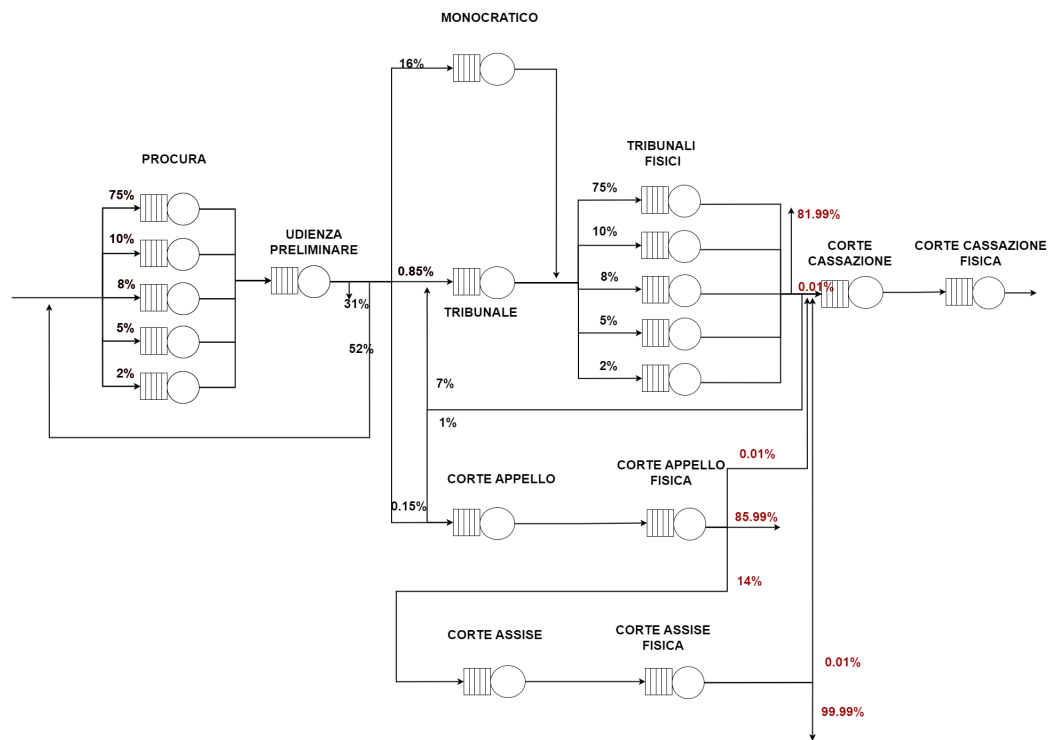 MONOCRATICO
16%
PROCURA
75%
10%
8%
5%
2%
UDIENZA
PRELIMINARE
31%
52%
0.85%
TRIBUNALE
TRIBUNALI
FISICI
75%
10%
8%
5%
2%
81.99%
0.01%
CORTE
CASSAZIONE
CORTE CASSAZIONE
FISICA
7%
1%
0.15%
CORTE APPELLO
CORTE APPELLO
FISICA
0.01%
85.99%
14%
CORTE ASSISE
CORTE ASSISE
FISICA
0.01%
99.99%